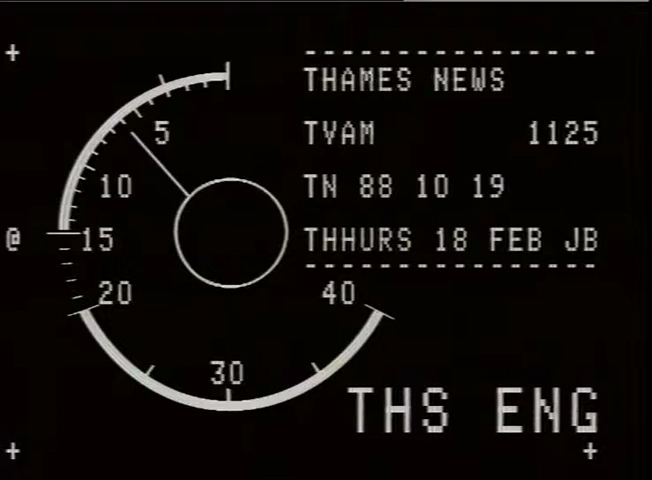 +
THAMES NEWS
5
TVAM 1125
10
TN 88 10 19
@
15
THHURS 18 FEB JB
20
40
30
THS ENG
+
+